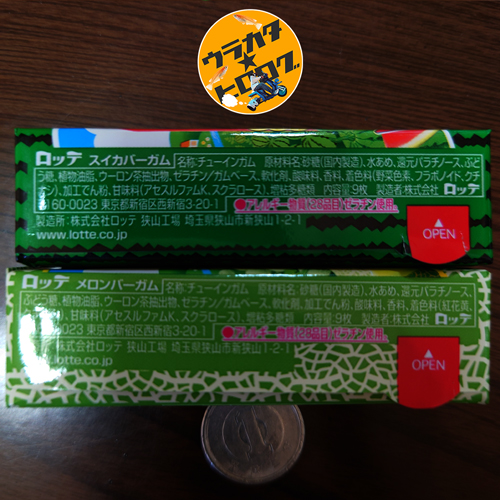 ウラカタ
★
ヒロログ
ロッテ スイカバーガム 名称:チューインガム 原材料名:砂糖(国内製造)、水あめ、還元パラチノース、ぶど
う糖、植物油脂、ウーロン茶抽出物、ゼラチン/ガムベース、軟化剤、酸味料、香料、着色料(野菜色素、フラボノイド、クチ
ナシ)、加工でん粉、甘味料(アセスルファムK、スクラロース)、増粘多糖類 内容量:9枚 製造者:株式会社 ロッテ
〒160-0023 東京都新宿区西新宿3-20-1 ●アレルギー物質(28品目):ゼラチン使用。
製造所:株式会社ロッテ 狭山工場 埼玉県狭山市新狭山1-2-1
www.lotte.co.jp
OPEN
ロッテ メロンバーガム 名称:チューインガム 原材料名:砂糖(国内製造)、水あめ、還元パラチノース、
ぶどう糖、植物油脂、ウーロン茶抽出物、ゼラチン/ガムベース、軟化剤、加工でん粉、酸味料、香料、着色料(紅花黄、
甘味料(アセスルファムK、スクラロース)、増粘多糖類 内容量:9枚 製造者:株式会社 ロッテ
0023 東京都新宿区西新宿3-20-1 ●アレルギー物質(28品目):ゼラチン使用。
株式会社ロッテ 狭山工場 埼玉県狭山市新狭山1-2-1
lotte.co.jp
OPEN